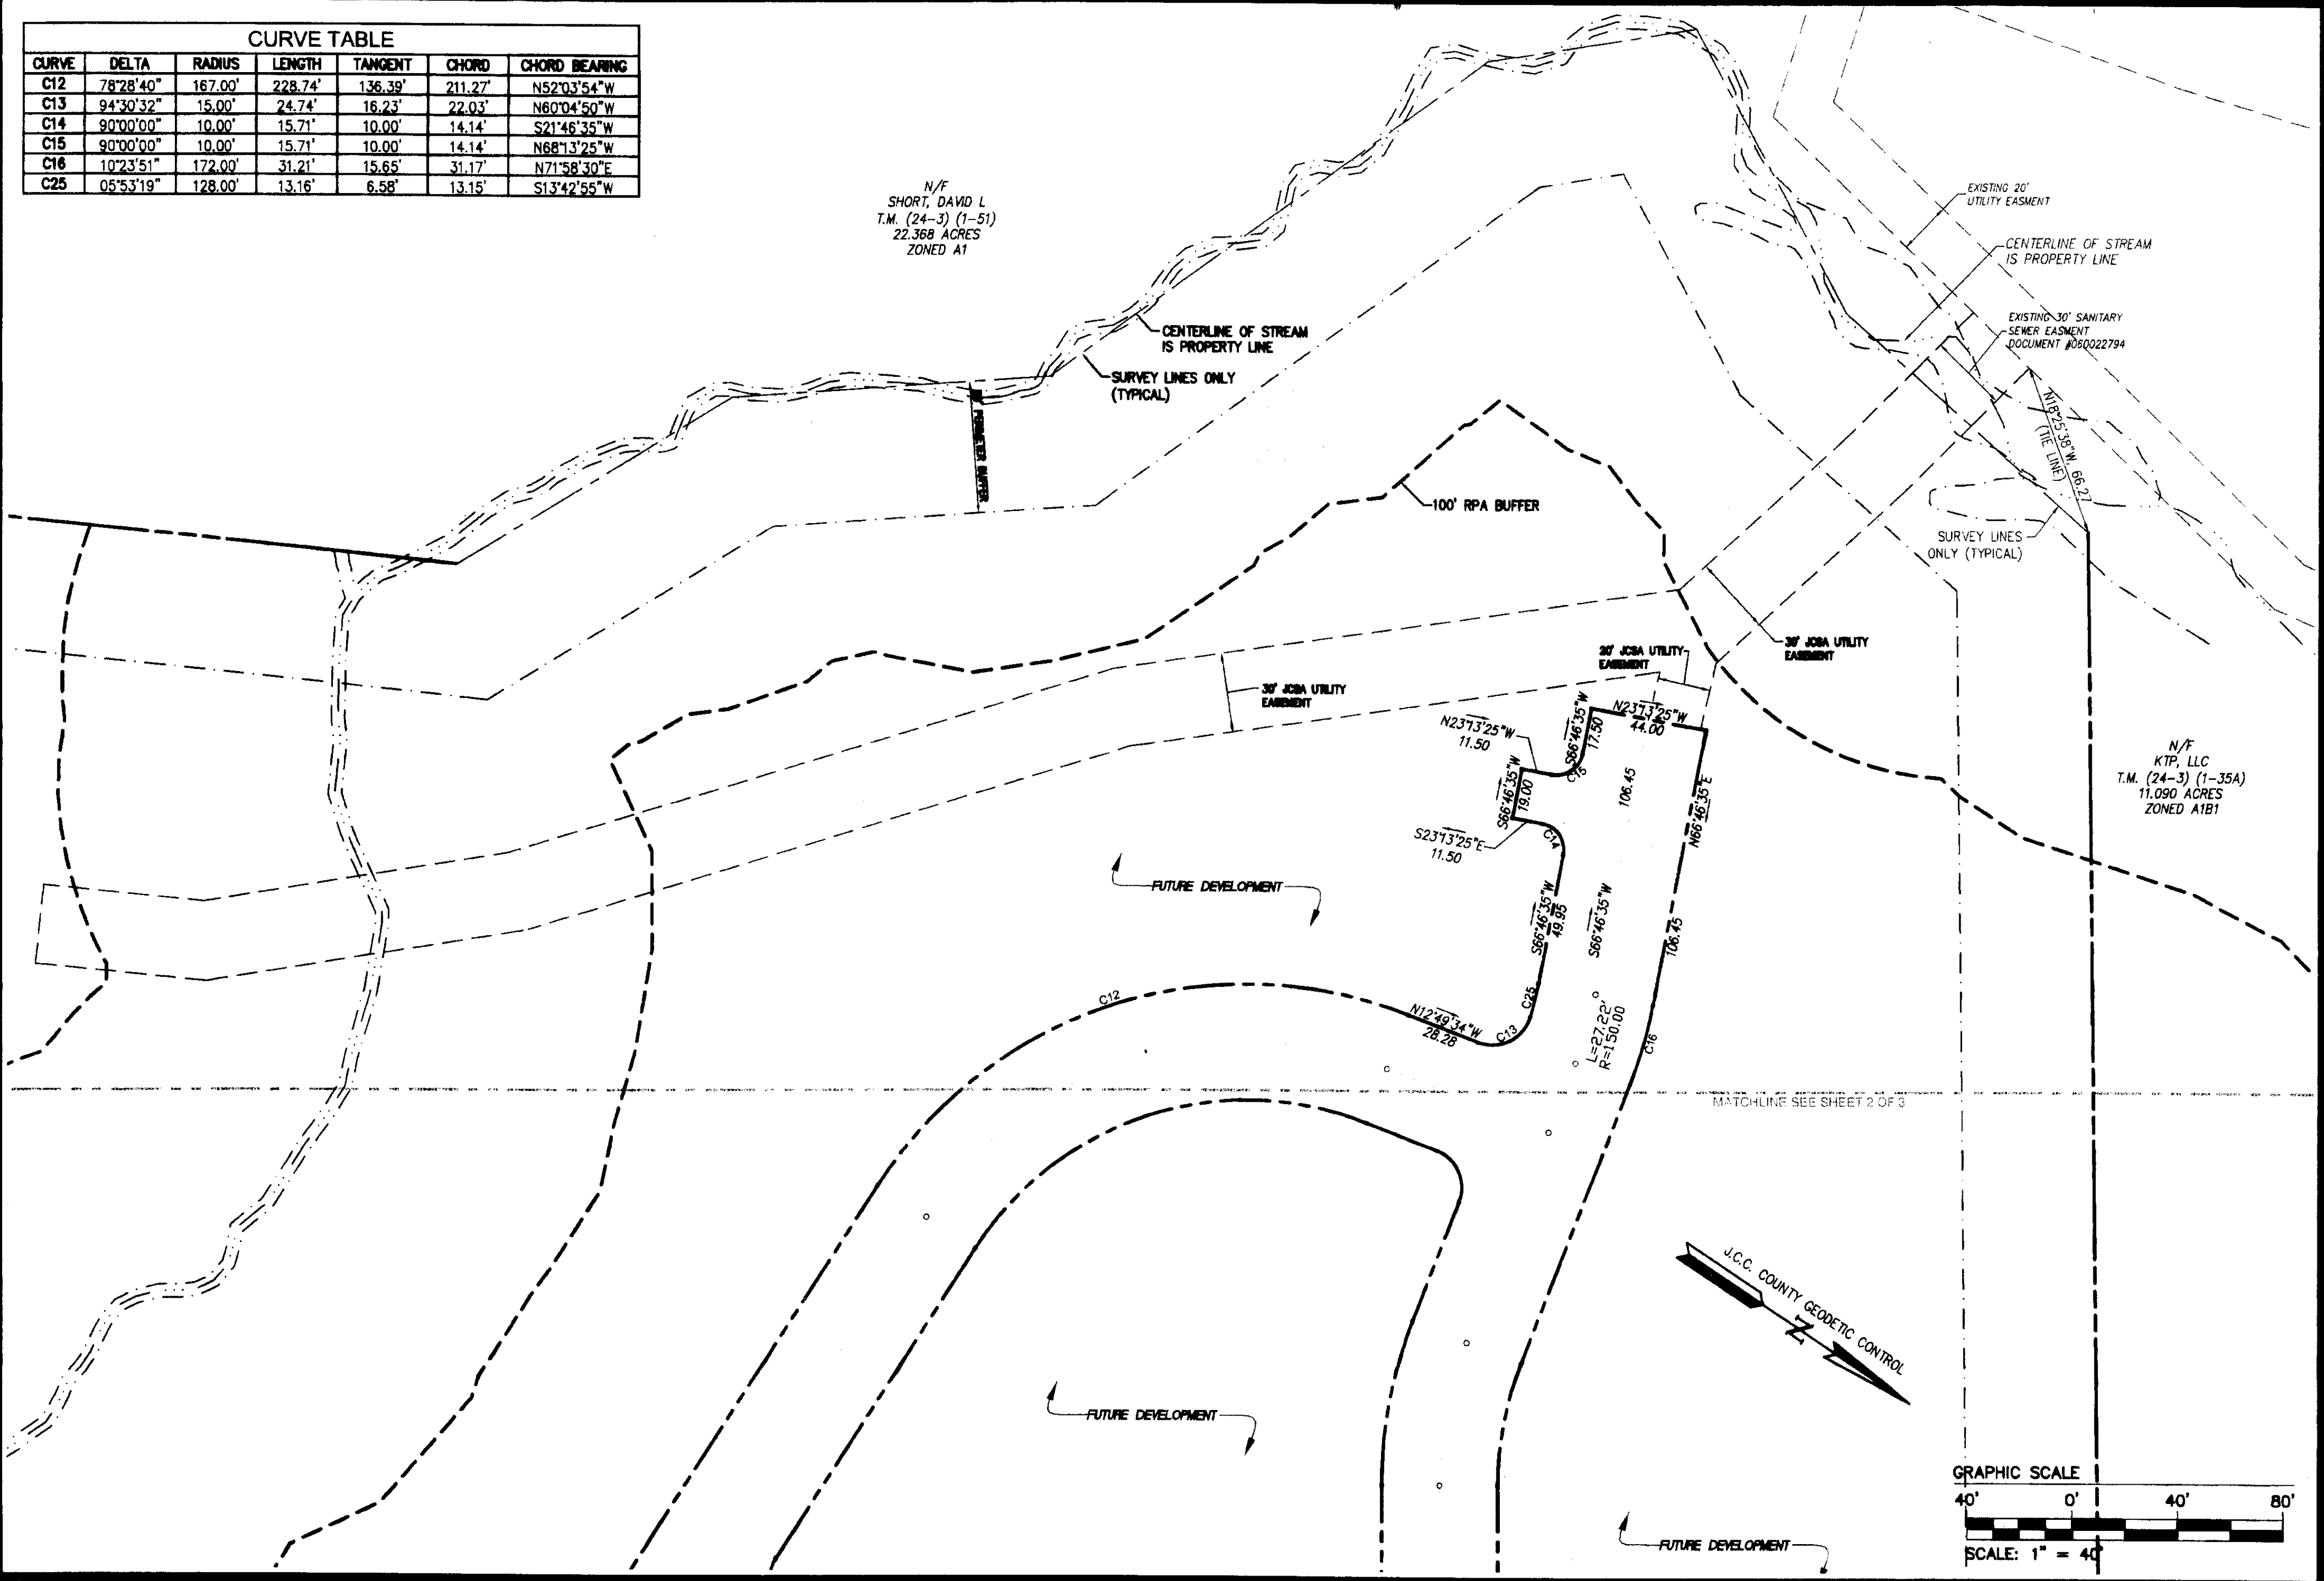 CURVE TABLE
CURVE DELTA RADIUS LENGTH TANGENT CHORD CHORD BEARING
C12 78°28'40" 167.00' 228.74' 136.39' 211.27' N52°03'54"W
C13 94°30'32" 15.00' 24.74' 16.23' 22.03' N60°04'50"W
C14 90°00'00" 10.00' 15.71' 10.00' 14.14' S21°46'35"W
C15 90°00'00" 10.00' 15.71' 10.00' 14.14' N68°13'25"W
C16 10°23'51" 172.00' 31.21' 15.65' 31.17' N71°58'30"E
C25 05°53'19" 128.00' 13.16' 6.58' 13.15' S13°42'55"W
N/F
SHORT, DAVID L
T.M. (24-3) (1-51)
22.368 ACRES
ZONED A1
EXISTING 20'
UTILITY EASMENT
CENTERLINE OF STREAM
IS PROPERTY LINE
EXISTING 30' SANITARY
SEWER EASMENT
DOCUMENT #060022794
CENTERLINE OF STREAM
IS PROPERTY LINE
SURVEY LINES ONLY
(TYPICAL)
PERIMETER BUFFER
N18°25'38"W 66.27
(TIE LINE)
100' RPA BUFFER
SURVEY LINES
ONLY (TYPICAL)
30' JCSA UTILITY
EASEMENT
20' JCSA UTILITY
EASEMENT
30' JCSA UTILITY
EASEMENT
N23°13'25"W
44.00
S66°46'35"W
17.50
N23°13'25"W
11.50
C15
S66°46'35"W
19.00
106.45
N66°46'35"E
106.45
S23°13'25"E
11.50
C14
S66°46'35"W
49.95
S66°46'35"W
N/F
KTP, LLC
T.M. (24-3) (1-35A)
11.090 ACRES
ZONED A1B1
FUTURE DEVELOPMENT
C12
N12°49'34"W
28.28
C13
C25
L=27.22'
R=150.00
C16
MATCHLINE SEE SHEET 2 OF 3
J.C.C. COUNTY GEODETIC CONTROL
N
FUTURE DEVELOPMENT
FUTURE DEVELOPMENT
GRAPHIC SCALE
40' 0' 40' 80'
SCALE: 1" = 40'